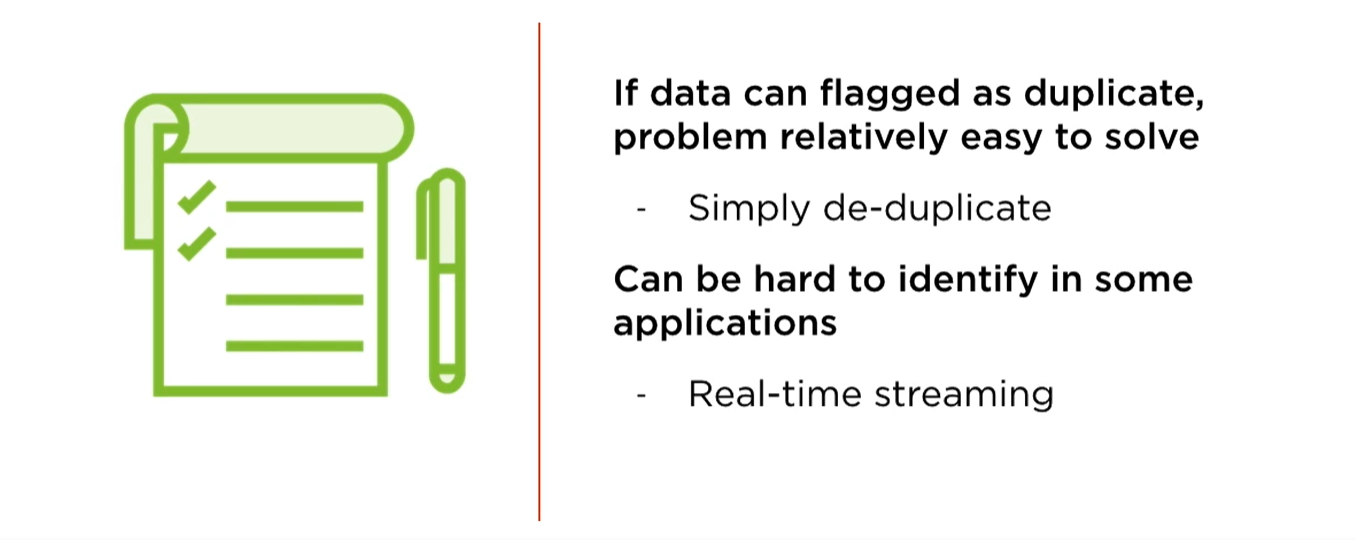 If data can flagged as duplicate,
problem relatively easy to solve
- Simply de-duplicate
Can be hard to identify in some
applications
- Real-time streaming